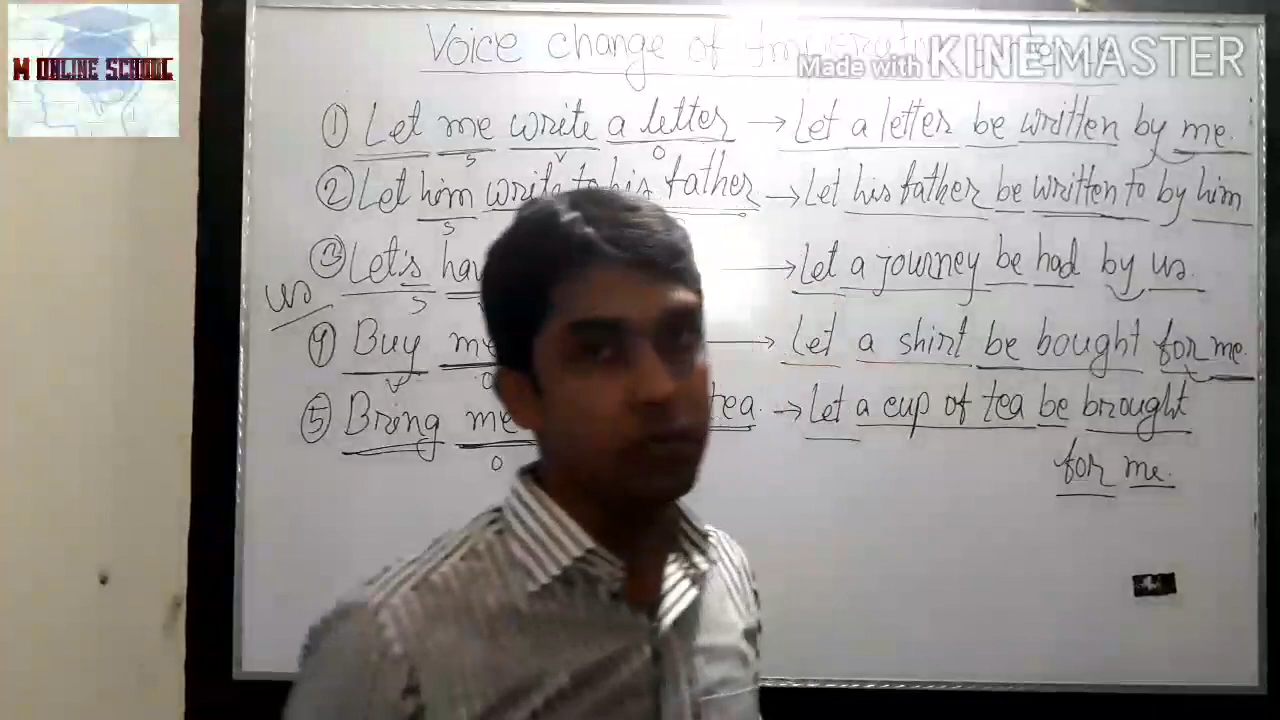 M ONLINE SCHOOL
Voice change of
Made with KINEMASTER
① Let me write a letter → Let a letter be written by me.
S V O
② Let him write to his father → Let his father be written to by him
S
③ Let's → Let a journey be had by us.
us S
④ Buy me → Let a shirt be bought for me.
V O
⑤ Bring me tea. → Let a cup of tea be brought
O for me.